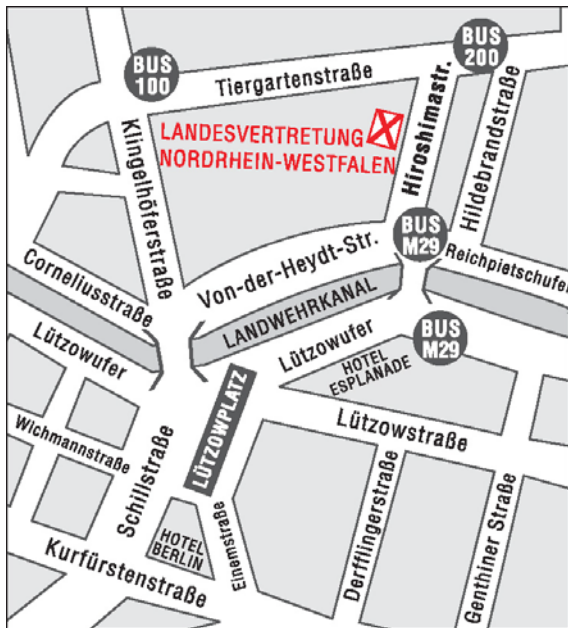 BUS
100
BUS
200
Tiergartenstraße
Hiroshimastr.
Hildebrandstraße
LANDESVERTRETUNG
NORDRHEIN-WESTFALEN
Klingelhöferstraße
BUS
M29
Von-der-Heydt-Str.
Reichpietschufer
Corneliusstraße
LANDWEHRKANAL
Lützowufer
Lützowufer
BUS
M29
HOTEL
ESPLANADE
LÜTZOWPLATZ
Lützowstraße
Wichmannstraße
Schillstraße
HOTEL
BERLIN
Einemstraße
Derfflingerstraße
Genthiner Straße
Kurfürstenstraße